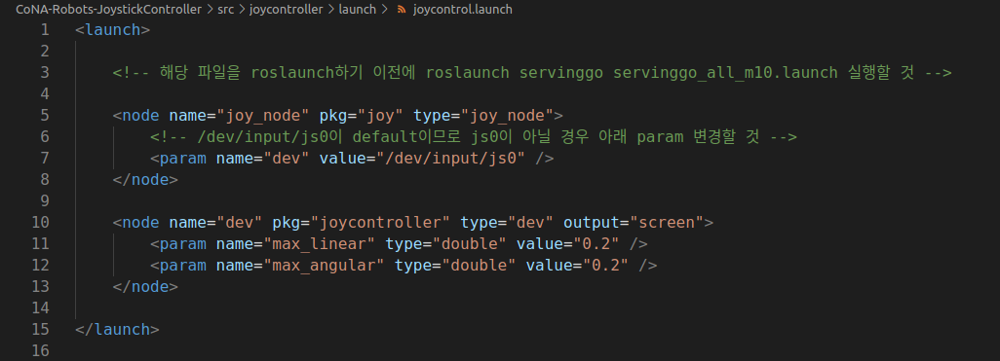 CoNA-Robots-JoystickController > src > joycontroller > launch > joycontrol.launch
1 <launch>
2
3 <!-- 해당 파일을 roslaunch하기 이전에 roslaunch servinggo servinggo_all_m10.launch 실행할 것 -->
4
5 <node name="joy_node" pkg="joy" type="joy_node">
6 <!-- /dev/input/js0이 default이므로 js0이 아닐 경우 아래 param 변경할 것 -->
7 <param name="dev" value="/dev/input/js0" />
8 </node>
9
10 <node name="dev" pkg="joycontroller" type="dev" output="screen">
11 <param name="max_linear" type="double" value="0.2" />
12 <param name="max_angular" type="double" value="0.2" />
13 </node>
14
15 </launch>
16